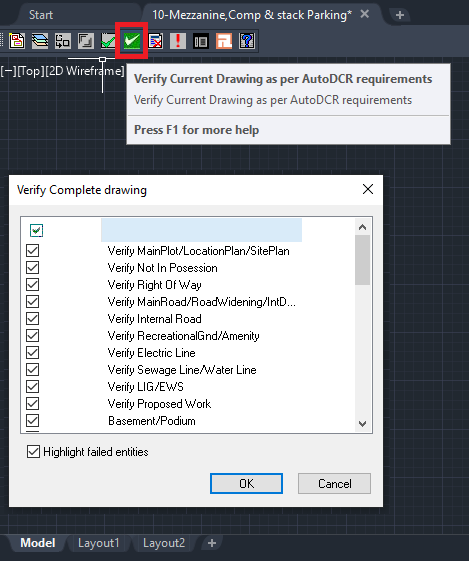 Start
10-Mezzanine,Comp & stack Parking*
[−][Top][2D Wireframe]
Verify Current Drawing as per AutoDCR requirements
Verify Current Drawing as per AutoDCR requirements
Press F1 for more help
Verify Complete drawing
Verify MainPlot/LocationPlan/SitePlan
Verify Not In Posession
Verify Right Of Way
Verify MainRoad/RoadWidening/IntD...
Verify Internal Road
Verify RecreationalGnd/Amenity
Verify Electric Line
Verify Sewage Line/Water Line
Verify LIG/EWS
Verify Proposed Work
Basement/Podium
Highlight failed entities
OK Cancel
Model Layout1 Layout2 +